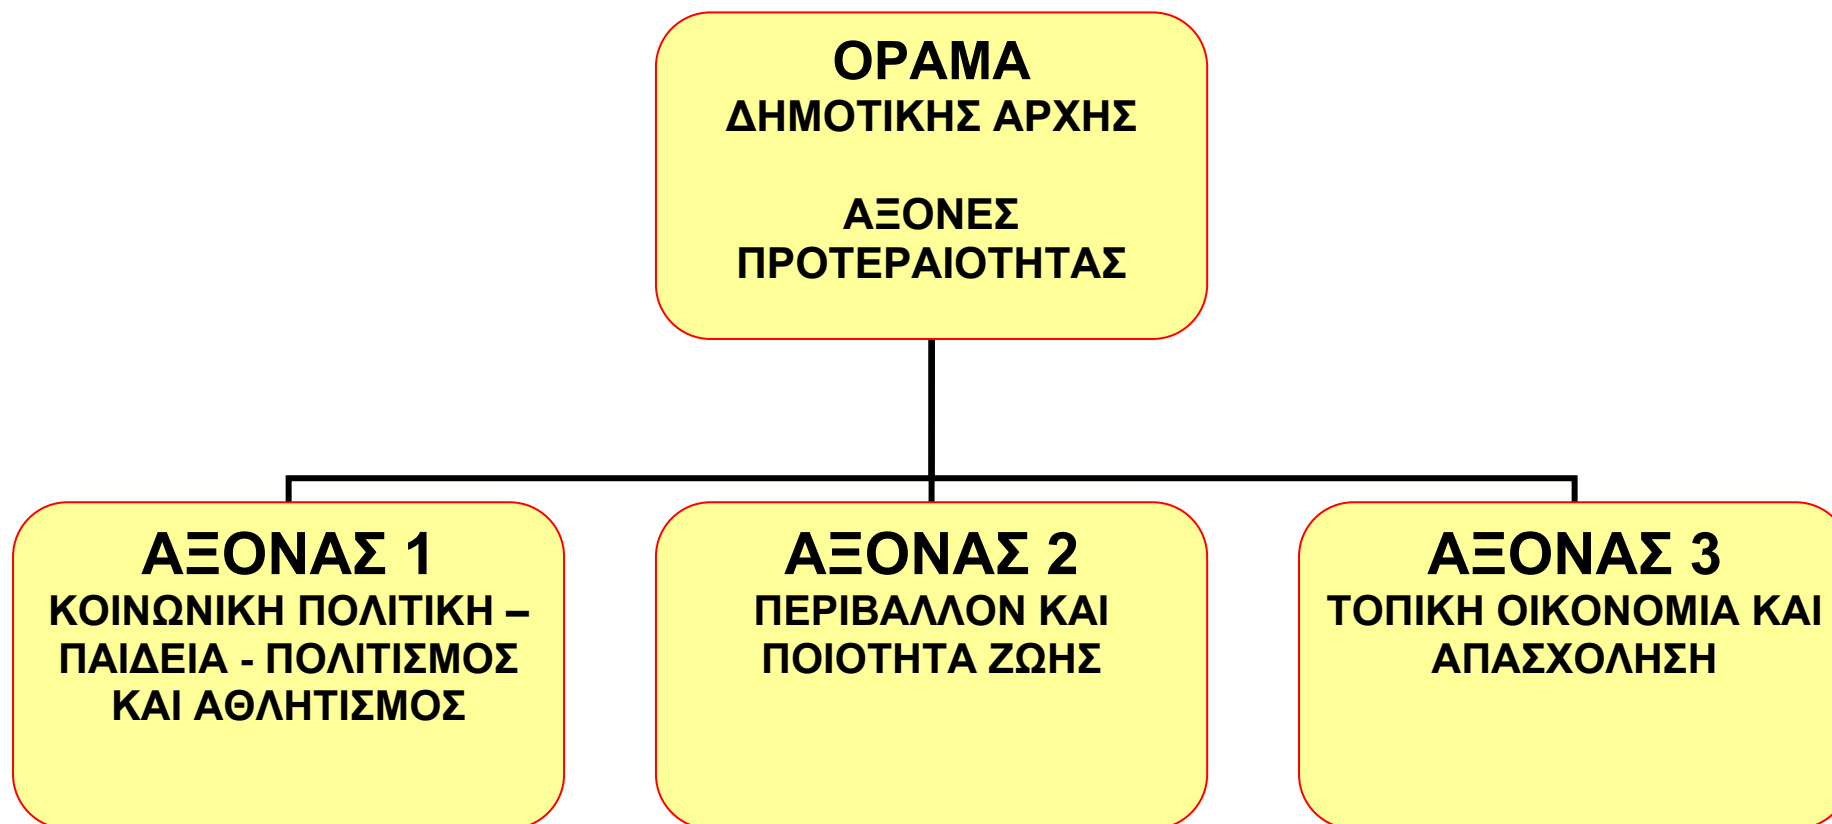 ΟΡΑΜΑ
ΔΗΜΟΤΙΚΗΣ ΑΡΧΗΣ
ΑΞΟΝΕΣ
ΠΡΟΤΕΡΑΙΟΤΗΤΑΣ
ΑΞΟΝΑΣ 1
ΚΟΙΝΩΝΙΚΗ ΠΟΛΙΤΙΚΗ –
ΠΑΙΔΕΙΑ - ΠΟΛΙΤΙΣΜΟΣ
ΚΑΙ ΑΘΛΗΤΙΣΜΟΣ
ΑΞΟΝΑΣ 2
ΠΕΡΙΒΑΛΛΟΝ ΚΑΙ
ΠΟΙΟΤΗΤΑ ΖΩΗΣ
ΑΞΟΝΑΣ 3
ΤΟΠΙΚΗ ΟΙΚΟΝΟΜΙΑ ΚΑΙ
ΑΠΑΣΧΟΛΗΣΗ